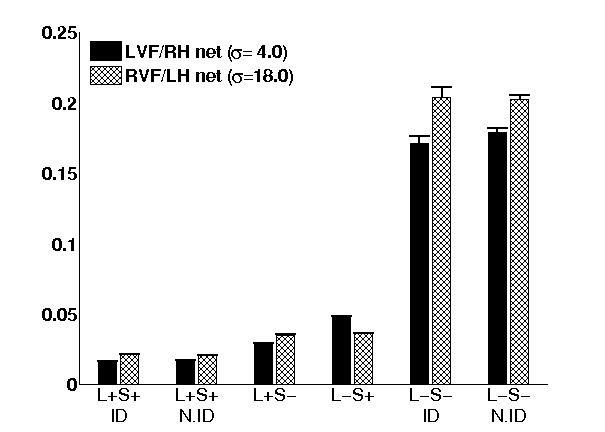 0.25
LVF/RH net (σ= 4.0)
RVF/LH net (σ=18.0)
0.2
0.15
0.1
0.05
0
L+S+ L+S+ L+S− L−S+ L−S− L−S−
ID N.ID ID N.ID